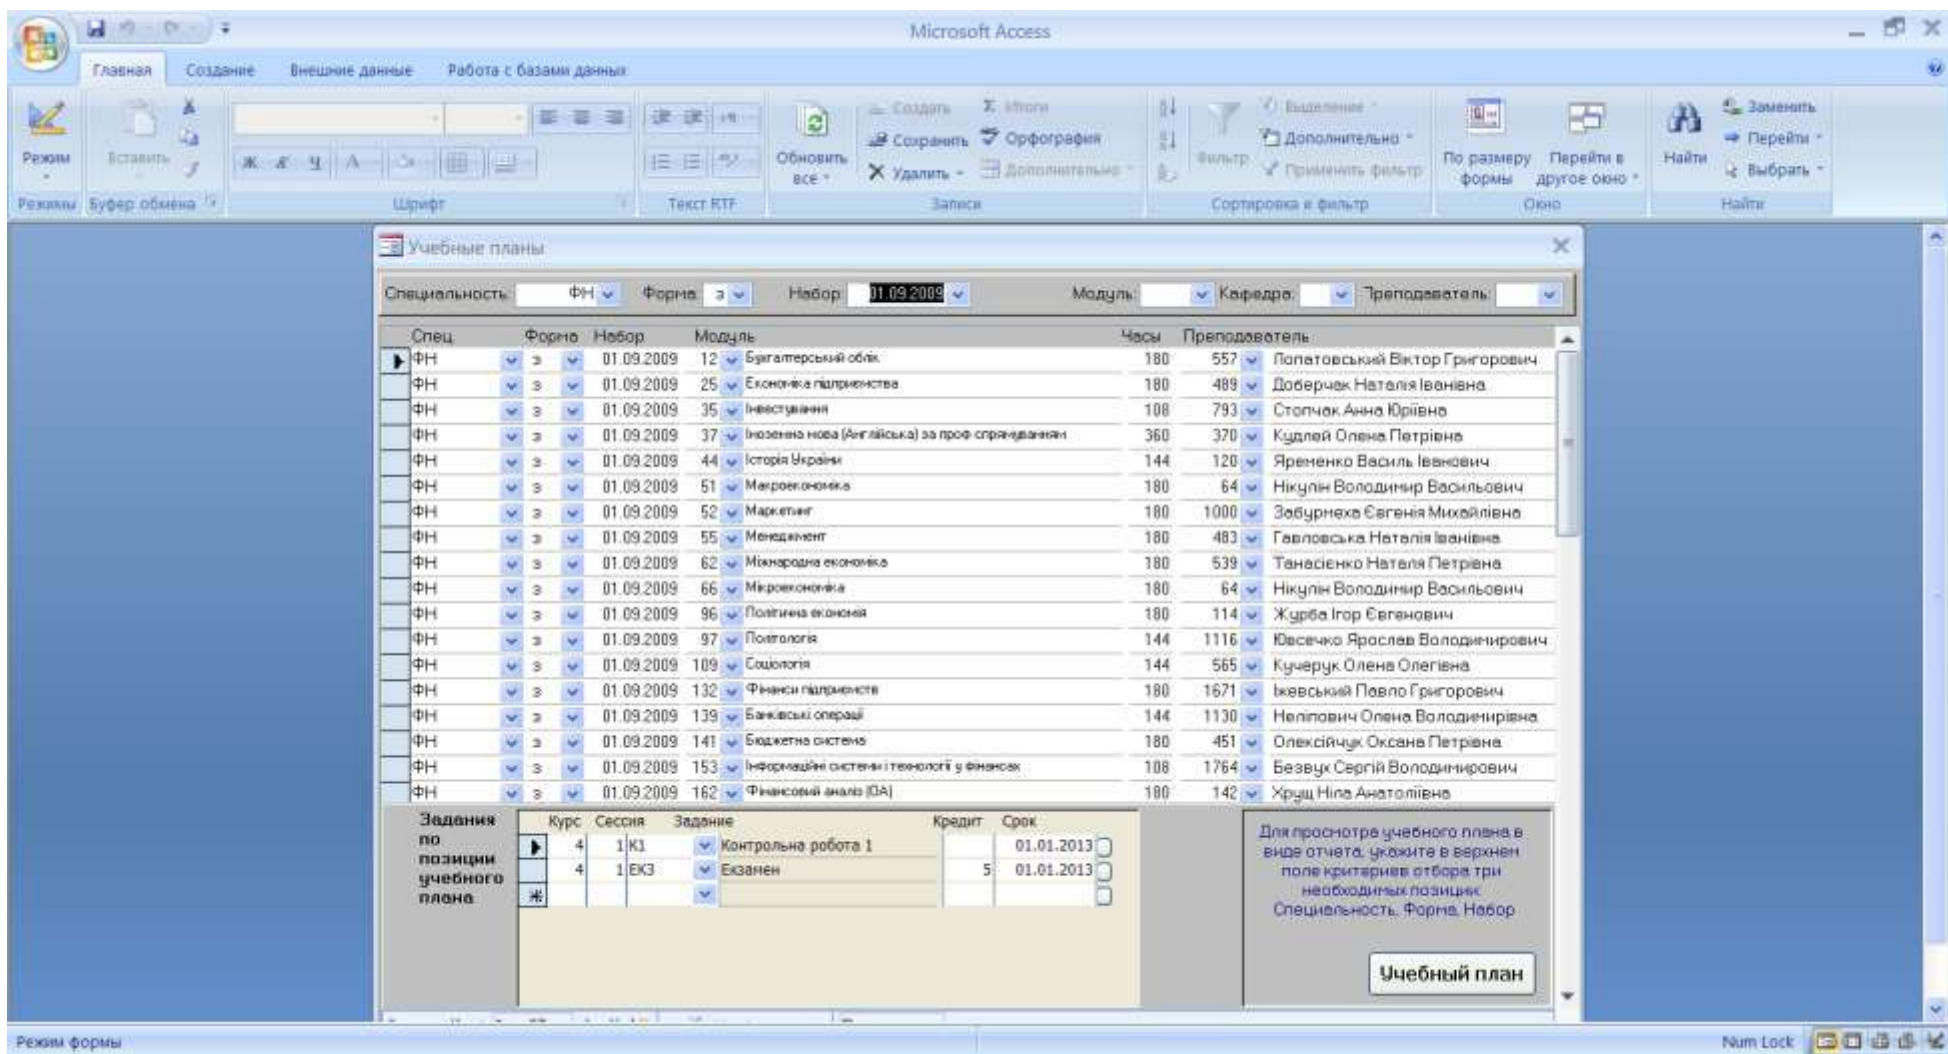 Microsoft Access
Главная Создание Внешние данные Работа с базами данных
Режим Вставить Ж К Ч А Обновить все Создать Итоги Сохранить Орфография Удалить Дополнительно Фильтр Выделение Дополнительно Применить фильтр По размеру формы Перейти в другое окно Найти Заменить Перейти Выбрать
Режимы Буфер обмена Шрифт Текст RTF Записи Сортировка и фильтр Окно Найти
Учебные планы
Специальность: ФН Форма: з Набор: 01.09.2009 Модуль: Кафедра: Преподаватель:
Спец Форма Набор Модуль Часы Преподаватель
ФН з 01.09.2009 12 Бухгалтерський облік 180 557 Лопатовський Віктор Григорович
ФН з 01.09.2009 25 Економіка підприємства 180 489 Доберчак Наталія Іванівна
ФН з 01.09.2009 35 Інвестування 108 793 Стопчак Анна Юріївна
ФН з 01.09.2009 37 Іноземна мова (Англійська) за проф спрямуванням 360 370 Кудлей Олена Петрівна
ФН з 01.09.2009 44 Історія України 144 120 Яременко Василь Іванович
ФН з 01.09.2009 51 Макроекономіка 180 64 Нікулін Володимир Васильович
ФН з 01.09.2009 52 Маркетинг 180 1000 Забурмеха Євгенія Михайлівна
ФН з 01.09.2009 55 Менеджмент 180 483 Гавловська Наталія Іванівна
ФН з 01.09.2009 62 Міжнародна економіка 180 539 Танасієнко Наталя Петрівна
ФН з 01.09.2009 66 Мікроекономіка 180 64 Нікулін Володимир Васильович
ФН з 01.09.2009 96 Політична економія 180 114 Журба Ігор Євгенович
ФН з 01.09.2009 97 Політологія 144 1116 Ювсечко Ярослав Володимирович
ФН з 01.09.2009 109 Соціологія 144 565 Кучерук Олена Олегівна
ФН з 01.09.2009 132 Фінанси підприємств 180 1671 Іжевський Павло Григорович
ФН з 01.09.2009 139 Банківські операції 144 1130 Неліпович Олена Володимирівна
ФН з 01.09.2009 141 Бюджетна система 180 451 Олексійчук Оксана Петрівна
ФН з 01.09.2009 153 Інформаційні системи і технології у фінансах 108 1764 Безвух Сергій Володимирович
ФН з 01.09.2009 162 Фінансовий аналіз (ОА) 180 142 Хрущ Ніла Анатоліївна
Задания по позиции учебного плана
Курс Сессия Задание Кредит Срок
4 1 К1 Контрольна робота 1 01.01.2013
4 1 ЕКЗ Екзамен 5 01.01.2013
Для просмотра учебного плана в
виде отчета, укажите в верхнем
поле критериев отбора три
необходимых позиции:
Специальность, Форма, Набор
Учебный план
Режим формы Num Lock